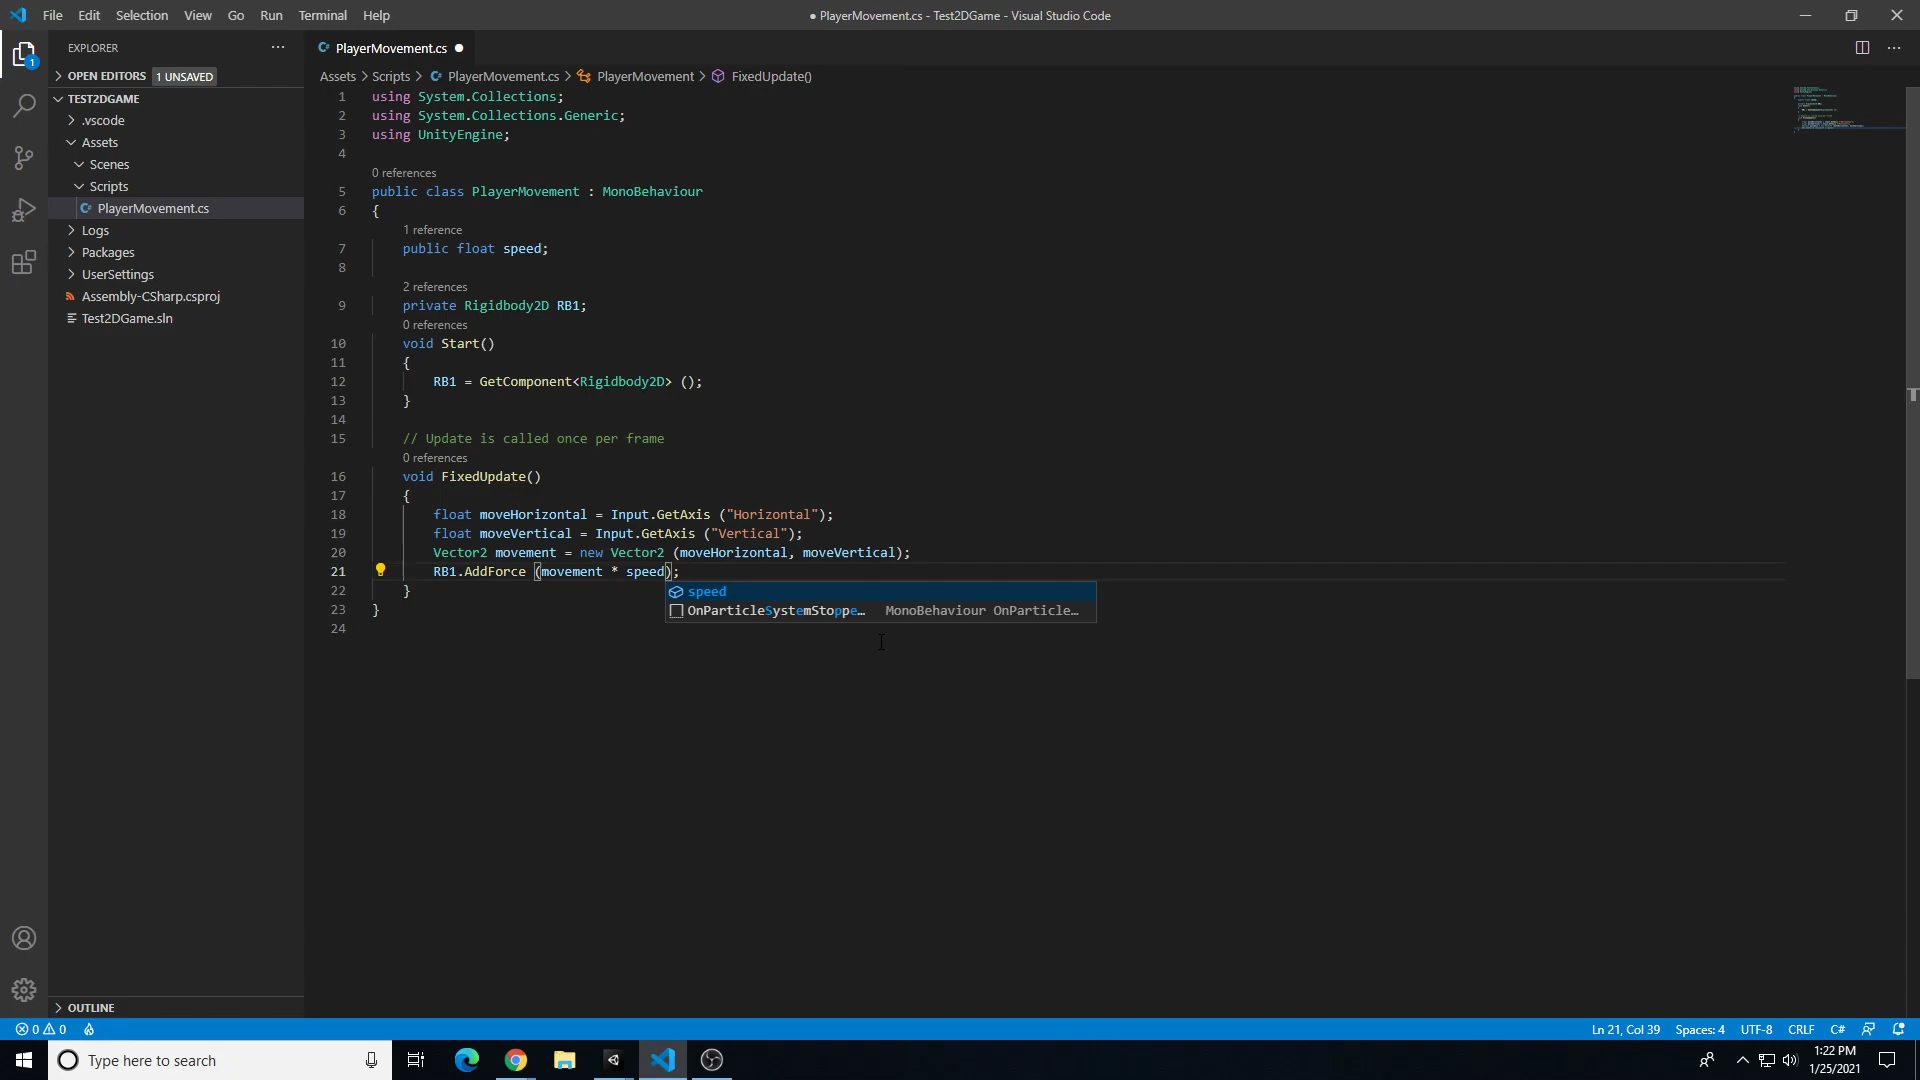 File Edit Selection View Go Run Terminal Help
● PlayerMovement.cs - Test2DGame - Visual Studio Code
EXPLORER
OPEN EDITORS 1 UNSAVED
TEST2DGAME
.vscode
Assets
Scenes
Scripts
PlayerMovement.cs
Logs
Packages
UserSettings
Assembly-CSharp.csproj
Test2DGame.sln
OUTLINE
PlayerMovement.cs
Assets > Scripts > PlayerMovement.cs > PlayerMovement > FixedUpdate()
1 using System.Collections;
2 using System.Collections.Generic;
3 using UnityEngine;
4
0 references
5 public class PlayerMovement : MonoBehaviour
6 {
1 reference
7 public float speed;
8
2 references
9 private Rigidbody2D RB1;
0 references
10 void Start()
11 {
12 RB1 = GetComponent<Rigidbody2D> ();
13 }
14
15 // Update is called once per frame
0 references
16 void FixedUpdate()
17 {
18 float moveHorizontal = Input.GetAxis ("Horizontal");
19 float moveVertical = Input.GetAxis ("Vertical");
20 Vector2 movement = new Vector2 (moveHorizontal, moveVertical);
21 RB1.AddForce (movement * speed);
22 }
speed
23 }
OnParticleSystemStoppe… MonoBehaviour OnParticle…
24
0 0
Ln 21, Col 39 Spaces: 4 UTF-8 CRLF C#
Type here to search
1:22 PM
1/25/2021